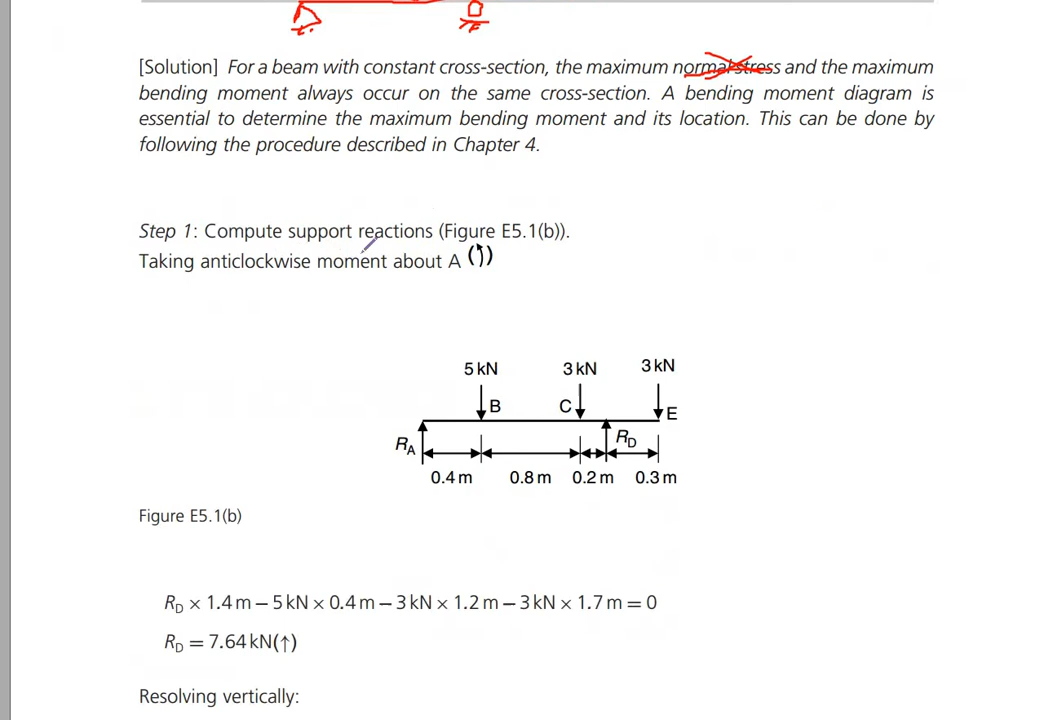 [Solution] For a beam with constant cross-section, the maximum normal stress and the maximum
bending moment always occur on the same cross-section. A bending moment diagram is
essential to determine the maximum bending moment and its location. This can be done by
following the procedure described in Chapter 4.
Step 1: Compute support reactions (Figure E5.1(b)).
Taking anticlockwise moment about A
5 kN 3 kN 3 kN
B C E
RA RD
0.4 m 0.8 m 0.2 m 0.3 m
Figure E5.1(b)
RD × 1.4 m – 5 kN × 0.4 m – 3 kN × 1.2 m – 3 kN × 1.7 m = 0
RD = 7.64 kN(↑)
Resolving vertically: